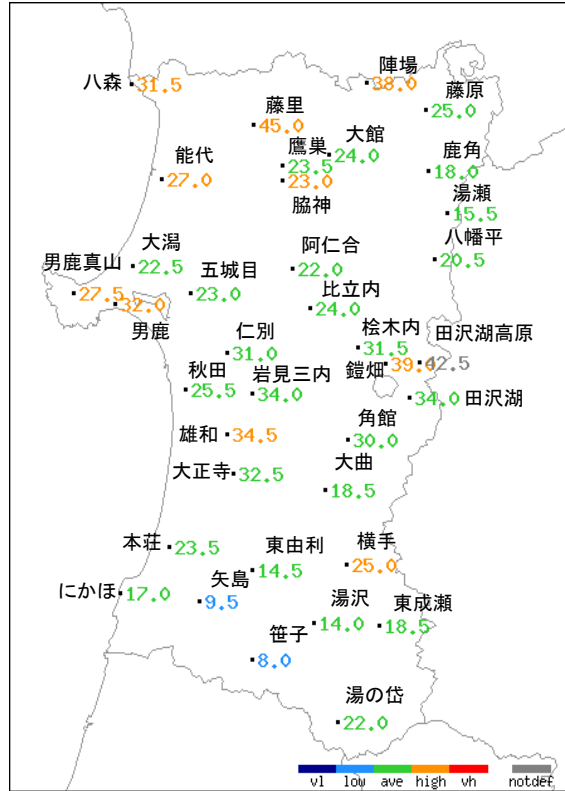 陣場
38.0
八森
31.5
藤原
25.0
藤里
45.0
大館
24.0
鷹巣
23.5
能代
27.0
23.0
脇神
鹿角
18.0
湯瀬
15.5
八幡平
20.5
大潟
22.5
阿仁合
22.0
男鹿真山
27.5
五城目
23.0
32.0
男鹿
比立内
24.0
仁別
31.0
桧木内
31.5
田沢湖高原
42.5
鎧畑
39.0
秋田
25.5
岩見三内
34.0
34.0
田沢湖
雄和
34.5
角館
30.0
大正寺
32.5
大曲
18.5
本荘
23.5
東由利
14.5
横手
25.0
にかほ
17.0
矢島
9.5
湯沢
14.0
東成瀬
18.5
笹子
8.0
湯の岱
22.0
vl low ave high vh notdef